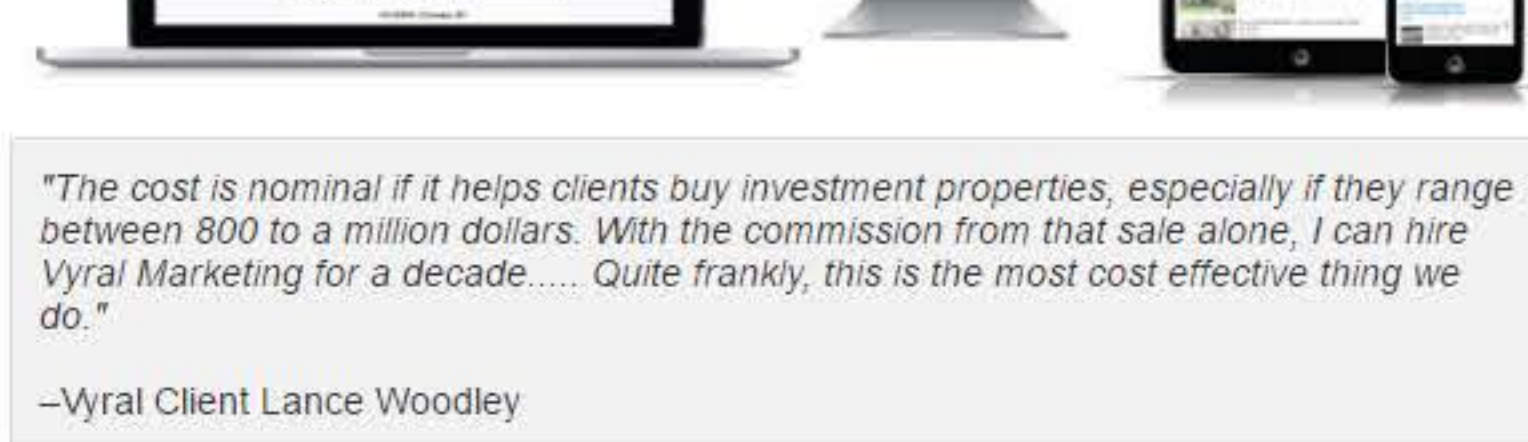 "The cost is nominal if it helps clients buy investment properties, especially if they range
between 800 to a million dollars. With the commission from that sale alone, I can hire
Vyral Marketing for a decade..... Quite frankly, this is the most cost effective thing we
do."
–Vyral Client Lance Woodley